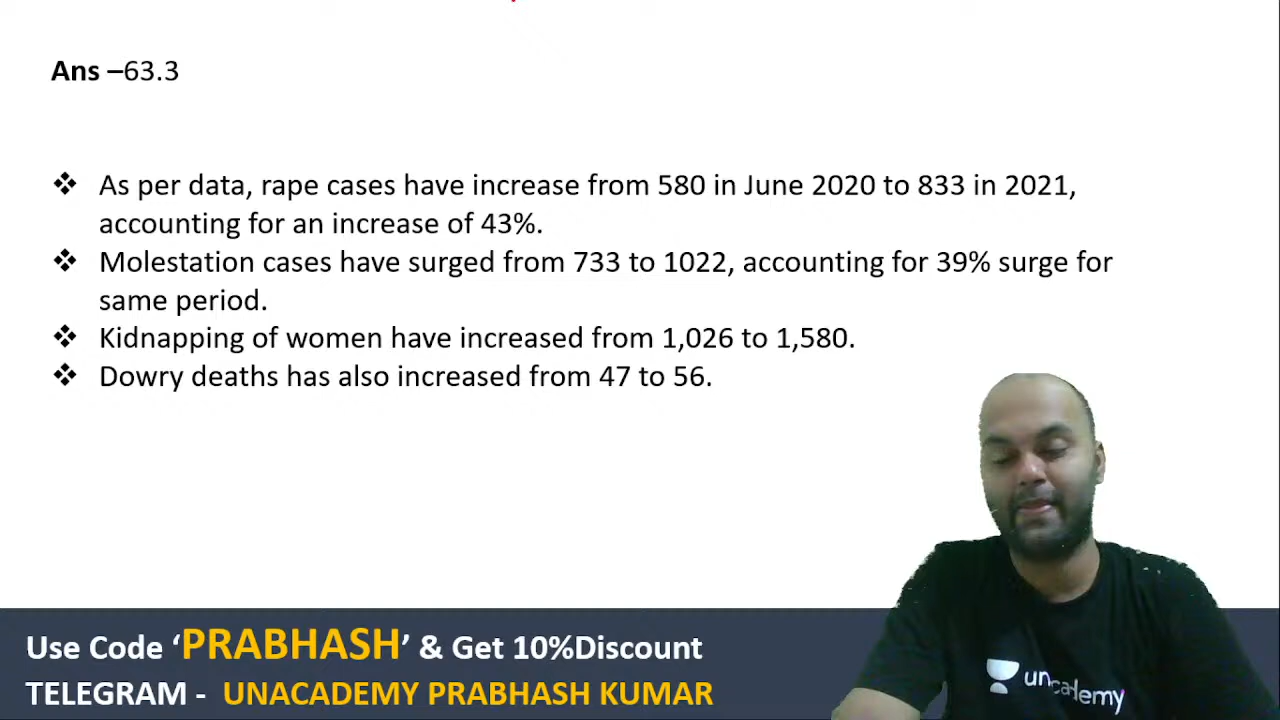 Ans –63.3
❖ As per data, rape cases have increase from 580 in June 2020 to 833 in 2021,
accounting for an increase of 43%.
❖ Molestation cases have surged from 733 to 1022, accounting for 39% surge for
same period.
❖ Kidnapping of women have increased from 1,026 to 1,580.
❖ Dowry deaths has also increased from 47 to 56.
unacademy
Use Code ‘PRABHASH’ & Get 10%Discount
TELEGRAM - UNACADEMY PRABHASH KUMAR